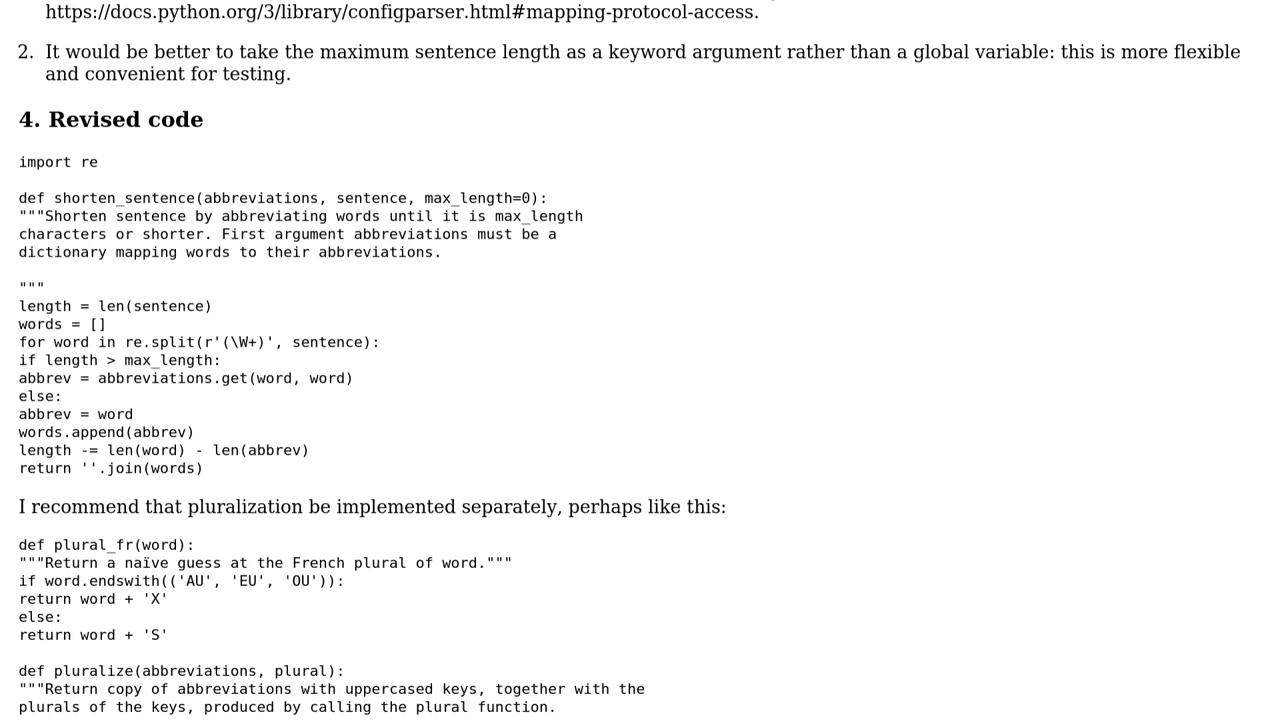 https://docs.python.org/3/library/configparser.html#mapping-protocol-access.
2. It would be better to take the maximum sentence length as a keyword argument rather than a global variable: this is more flexible
and convenient for testing.
4. Revised code
import re
def shorten_sentence(abbreviations, sentence, max_length=0):
"""Shorten sentence by abbreviating words until it is max_length
characters or shorter. First argument abbreviations must be a
dictionary mapping words to their abbreviations.
"""
length = len(sentence)
words = []
for word in re.split(r'(\W+)', sentence):
if length > max_length:
abbrev = abbreviations.get(word, word)
else:
abbrev = word
words.append(abbrev)
length -= len(word) - len(abbrev)
return ''.join(words)
I recommend that pluralization be implemented separately, perhaps like this:
def plural_fr(word):
"""Return a naïve guess at the French plural of word."""
if word.endswith(('AU', 'EU', 'OU')):
return word + 'X'
else:
return word + 'S'
def pluralize(abbreviations, plural):
"""Return copy of abbreviations with uppercased keys, together with the
plurals of the keys, produced by calling the plural function.